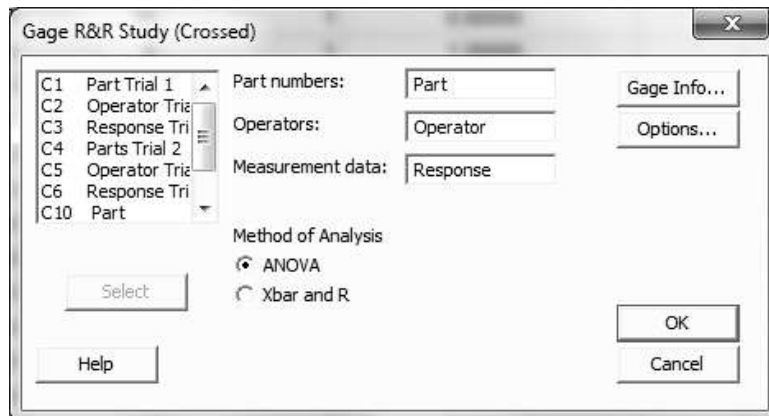 Gage R&R Study (Crossed)
X
C1 Part Trial 1
C2 Operator Tria
C3 Response Tri
C4 Parts Trial 2
C5 Operator Tria
C6 Response Tri
C10 Part
Part numbers: Part
Operators: Operator
Measurement data: Response
Method of Analysis
ANOVA
Xbar and R
Gage Info...
Options...
Select
OK
Help
Cancel